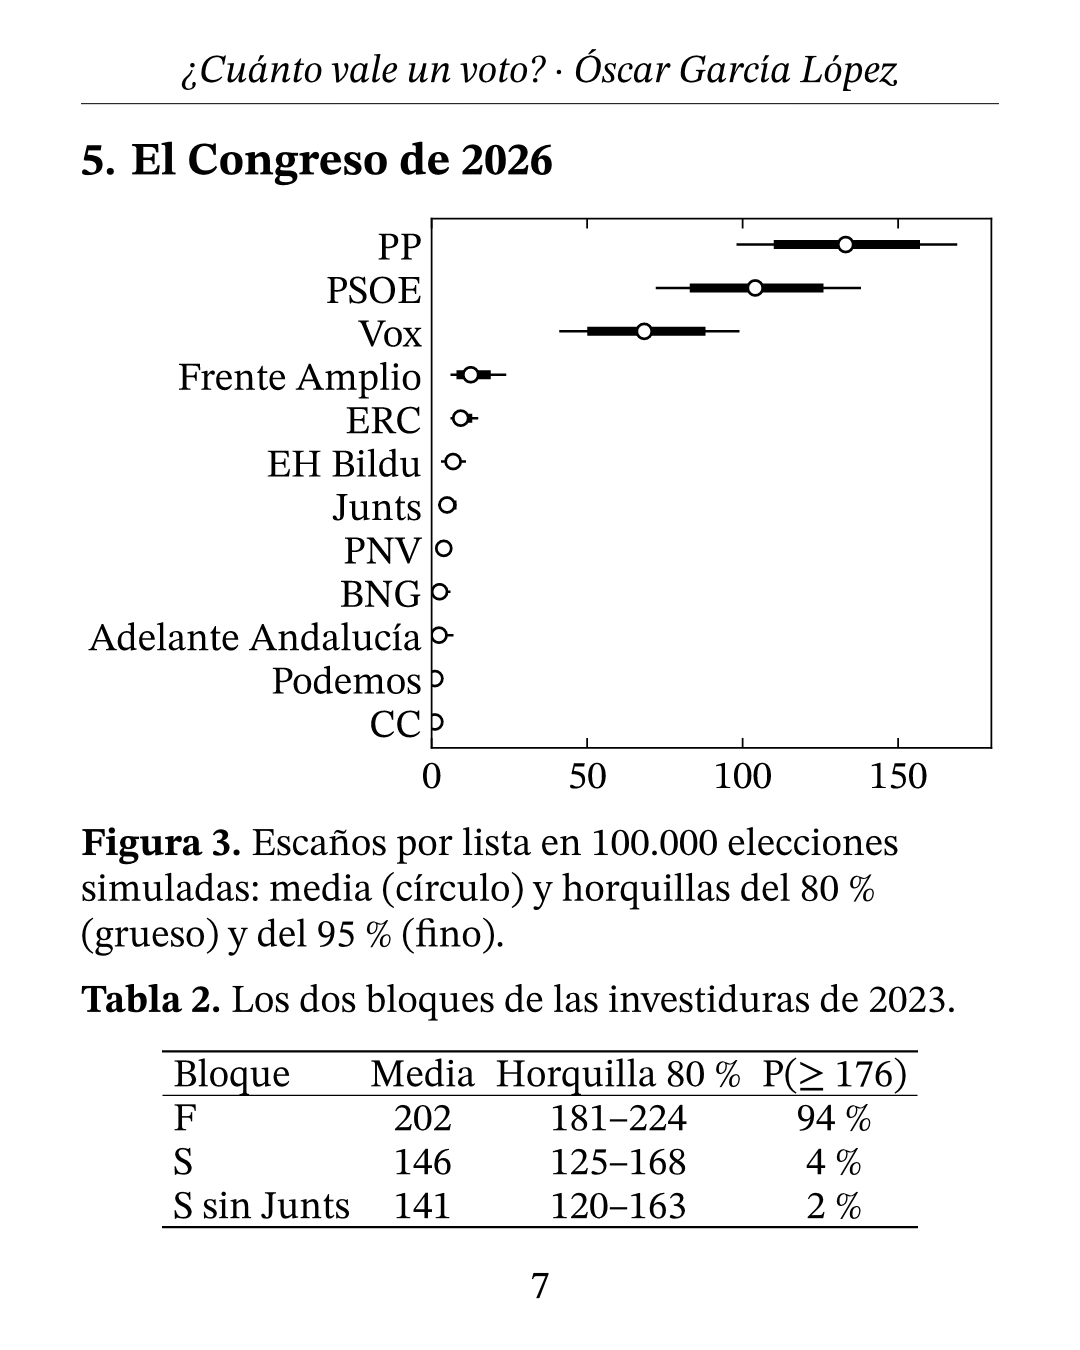 ¿Cuánto vale un voto? · Óscar García López
5. El Congreso de 2026
PP
PSOE
Vox
Frente Amplio
ERC
EH Bildu
Junts
PNV
BNG
Adelante Andalucía
Podemos
CC
0 50 100 150
Figura 3. Escaños por lista en 100.000 elecciones
simuladas: media (círculo) y horquillas del 80 %
(grueso) y del 95 % (fino).
Tabla 2. Los dos bloques de las investiduras de 2023.
Bloque Media Horquilla 80 % P(≥ 176)
F 202 181–224 94 %
S 146 125–168 4 %
S sin Junts 141 120–163 2 %
7